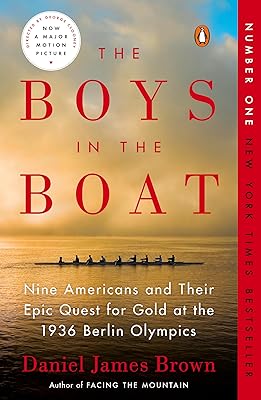 DIRECTED BY GEORGE CLOONEY
NOW
A MAJOR
MOTION
PICTURE
THE
BOYS
IN THE
BOAT
Nine Americans and Their
Epic Quest for Gold at the
1936 Berlin Olympics
Daniel James Brown
Author of FACING THE MOUNTAIN
NUMBER ONE NEW YORK TIMES BESTSELLER